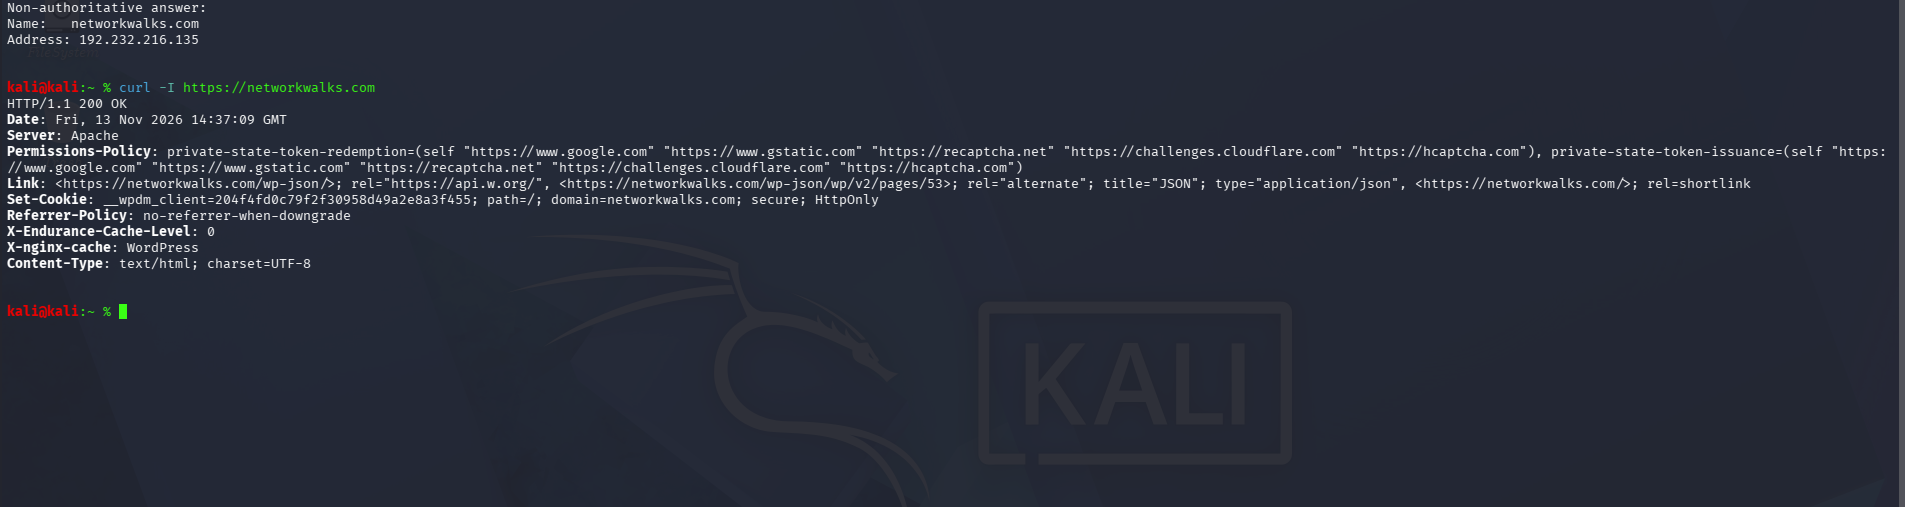 Non-authoritative answer:
Name:   networkwalks.com
Address: 192.232.216.135
kali@kali:~ % curl -I https://networkwalks.com
HTTP/1.1 200 OK
Date: Fri, 13 Nov 2026 14:37:09 GMT
Server: Apache
Permissions-Policy: private-state-token-redemption=(self "https://www.google.com" "https://www.gstatic.com" "https://recaptcha.net" "https://challenges.cloudflare.com" "https://hcaptcha.com"), private-state-token-issuance=(self "https:
//www.google.com" "https://www.gstatic.com" "https://recaptcha.net" "https://challenges.cloudflare.com" "https://hcaptcha.com")
Link: <https://networkwalks.com/wp-json/>; rel="https://api.w.org/", <https://networkwalks.com/wp-json/wp/v2/pages/53>; rel="alternate"; title="JSON"; type="application/json", <https://networkwalks.com/>; rel=shortlink
Set-Cookie: __wpdm_client=204f4fd0c79f2f30958d49a2e8a3f455; path=/; domain=networkwalks.com; secure; HttpOnly
Referrer-Policy: no-referrer-when-downgrade
X-Endurance-Cache-Level: 0
X-nginx-cache: WordPress
Content-Type: text/html; charset=UTF-8
kali@kali:~ %
KALI